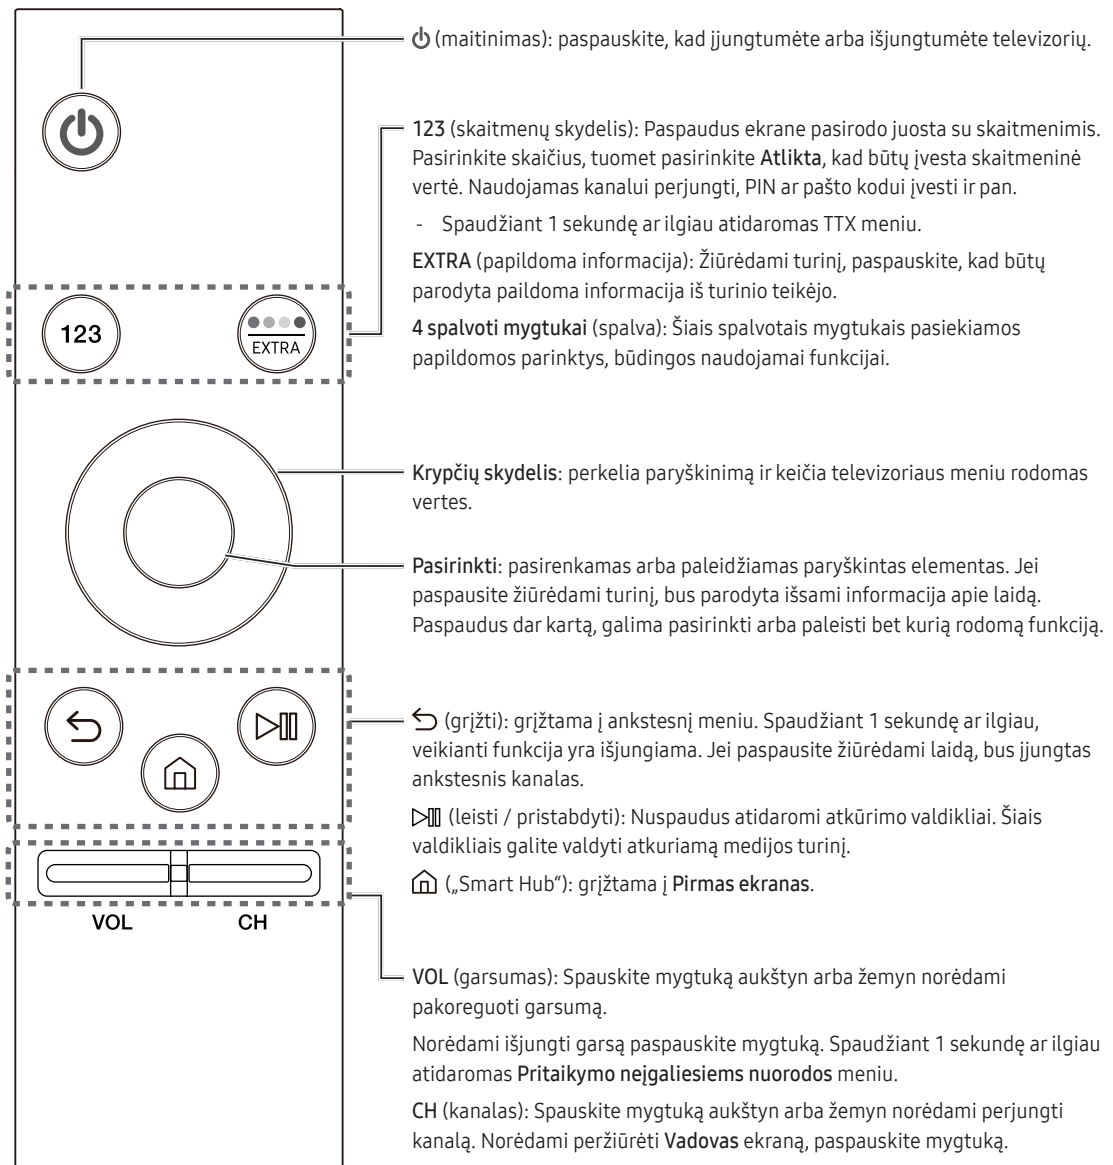 (maitinimas): paspauskite, kad įjungtumėte arba išjungtumėte televizorių.
123 (skaitmenų skydelis): Paspaudus ekrane pasirodo juosta su skaitmenimis.
Pasirinkite skaičius, tuomet pasirinkite Atlikta, kad būtų įvesta skaitmeninė
vertė. Naudojamas kanalui perjungti, PIN ar pašto kodui įvesti ir pan.
- Spaudžiant 1 sekundę ar ilgiau atidaromas TTX meniu.
EXTRA (papildoma informacija): Žiūrėdami turinį, paspauskite, kad būtų
parodyta paildoma informacija iš turinio teikėjo.
4 spalvoti mygtukai (spalva): Šiais spalvotais mygtukais pasiekiamos
papildomos parinktys, būdingos naudojamai funkcijai.
123
EXTRA
Krypčių skydelis: perkelia paryškinimą ir keičia televizoriaus meniu rodomas
vertes.
Pasirinkti: pasirenkamas arba paleidžiamas paryškintas elementas. Jei
paspausite žiūrėdami turinį, bus parodyta išsami informacija apie laidą.
Paspaudus dar kartą, galima pasirinkti arba paleisti bet kurią rodomą funkciją.
(grįžti): grįžtama į ankstesnį meniu. Spaudžiant 1 sekundę ar ilgiau,
veikianti funkcija yra išjungiama. Jei paspausite žiūrėdami laidą, bus įjungtas
ankstesnis kanalas.
(leisti / pristabdyti): Nuspaudus atidaromi atkūrimo valdikliai. Šiais
valdikliais galite valdyti atkuriamą medijos turinį.
(„Smart Hub“): grįžtama į Pirmas ekranas.
VOL
CH
VOL (garsumas): Spauskite mygtuką aukštyn arba žemyn norėdami
pakoreguoti garsumą.
Norėdami išjungti garsą paspauskite mygtuką. Spaudžiant 1 sekundę ar ilgiau
atidaromas Pritaikymo neįgaliesiems nuorodos meniu.
CH (kanalas): Spauskite mygtuką aukštyn arba žemyn norėdami perjungti
kanalą. Norėdami peržiūrėti Vadovas ekraną, paspauskite mygtuką.